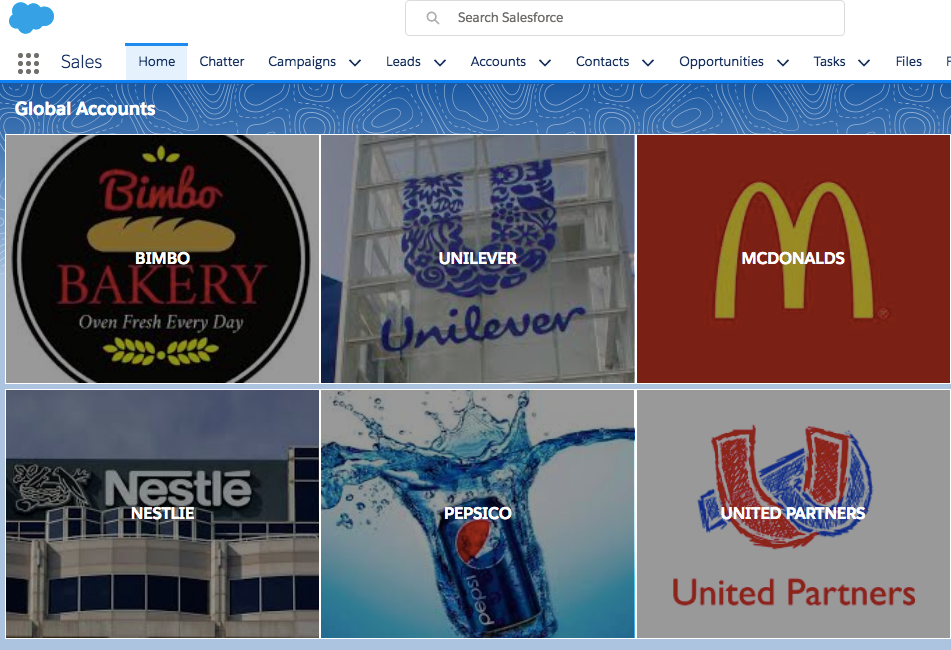 Search Salesforce
Sales Home Chatter Campaigns Leads Accounts Contacts Opportunities Tasks Files
Global Accounts
Bimbo
BIMBO
BAKERY
Oven Fresh Every Day
UNILEVER
Unilever
MCDONALDS
®
Nestlé
NESTLIE
PEPSICO
pepsi
UNITED PARTNERS
United Partners